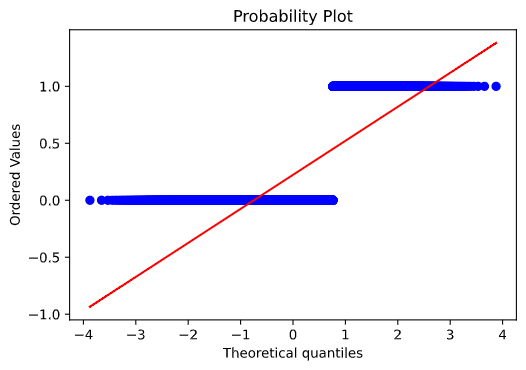 Probability Plot
1.0
0.5
0.0
−0.5
−1.0
Ordered Values
−4 −3 −2 −1 0 1 2 3 4
Theoretical quantiles